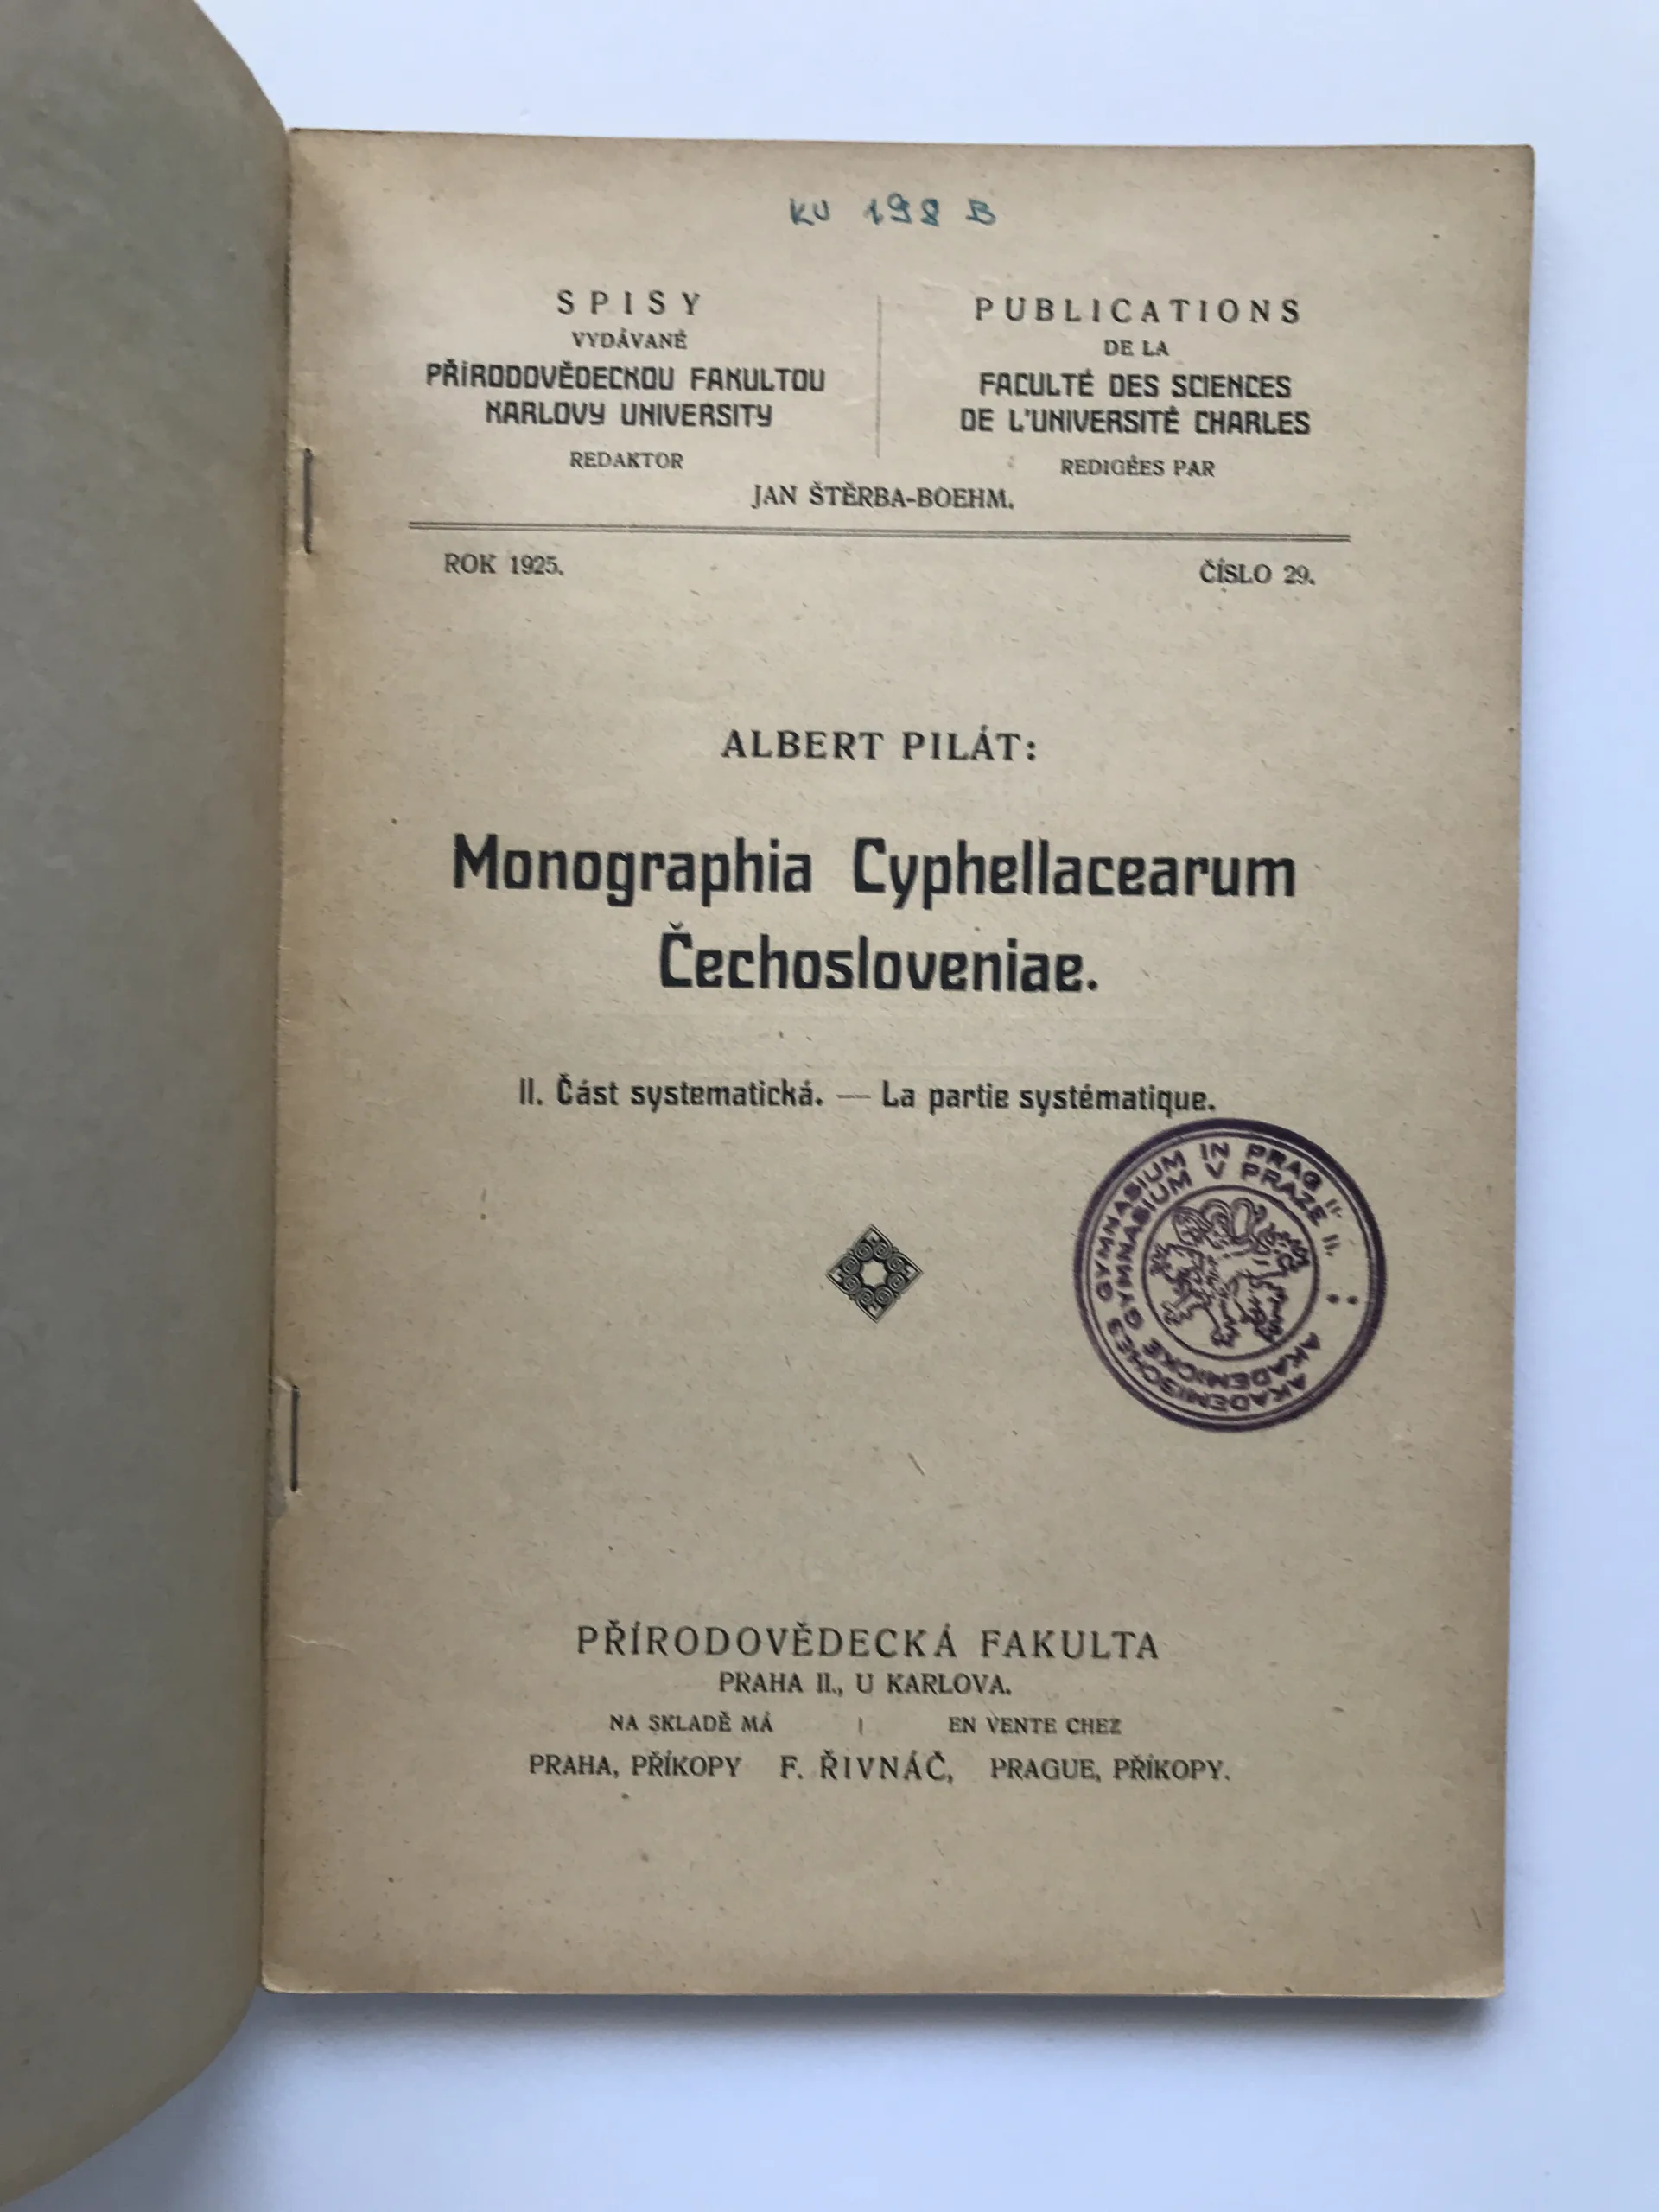 KU 198 B
SPISY
VYDÁVANÉ
PŘÍRODOVĚDECKOU FAKULTOU
KARLOVY UNIVERSITY
REDAKTOR
PUBLICATIONS
DE LA
FACULTÉ DES SCIENCES
DE L'UNIVERSITÉ CHARLES
REDIGÉES PAR
JAN ŠTĚRBA-BOEHM.
ROK 1925.
ČÍSLO 29.
ALBERT PILÁT:
Monographia Cyphellacearum
Čechosloveniae.
II. Část systematická. — La partie systématique.
AKADEMISCHES GYMNASIUM IN PRAG II.
AKADEMICKÉ GYMNASIUM V PRAZE II.
PŘÍRODOVĚDECKÁ FAKULTA
PRAHA II., U KARLOVA.
NA SKLADĚ MÁ | EN VENTE CHEZ
PRAHA, PŘÍKOPY F. ŘIVNÁČ, PRAGUE, PŘÍKOPY.